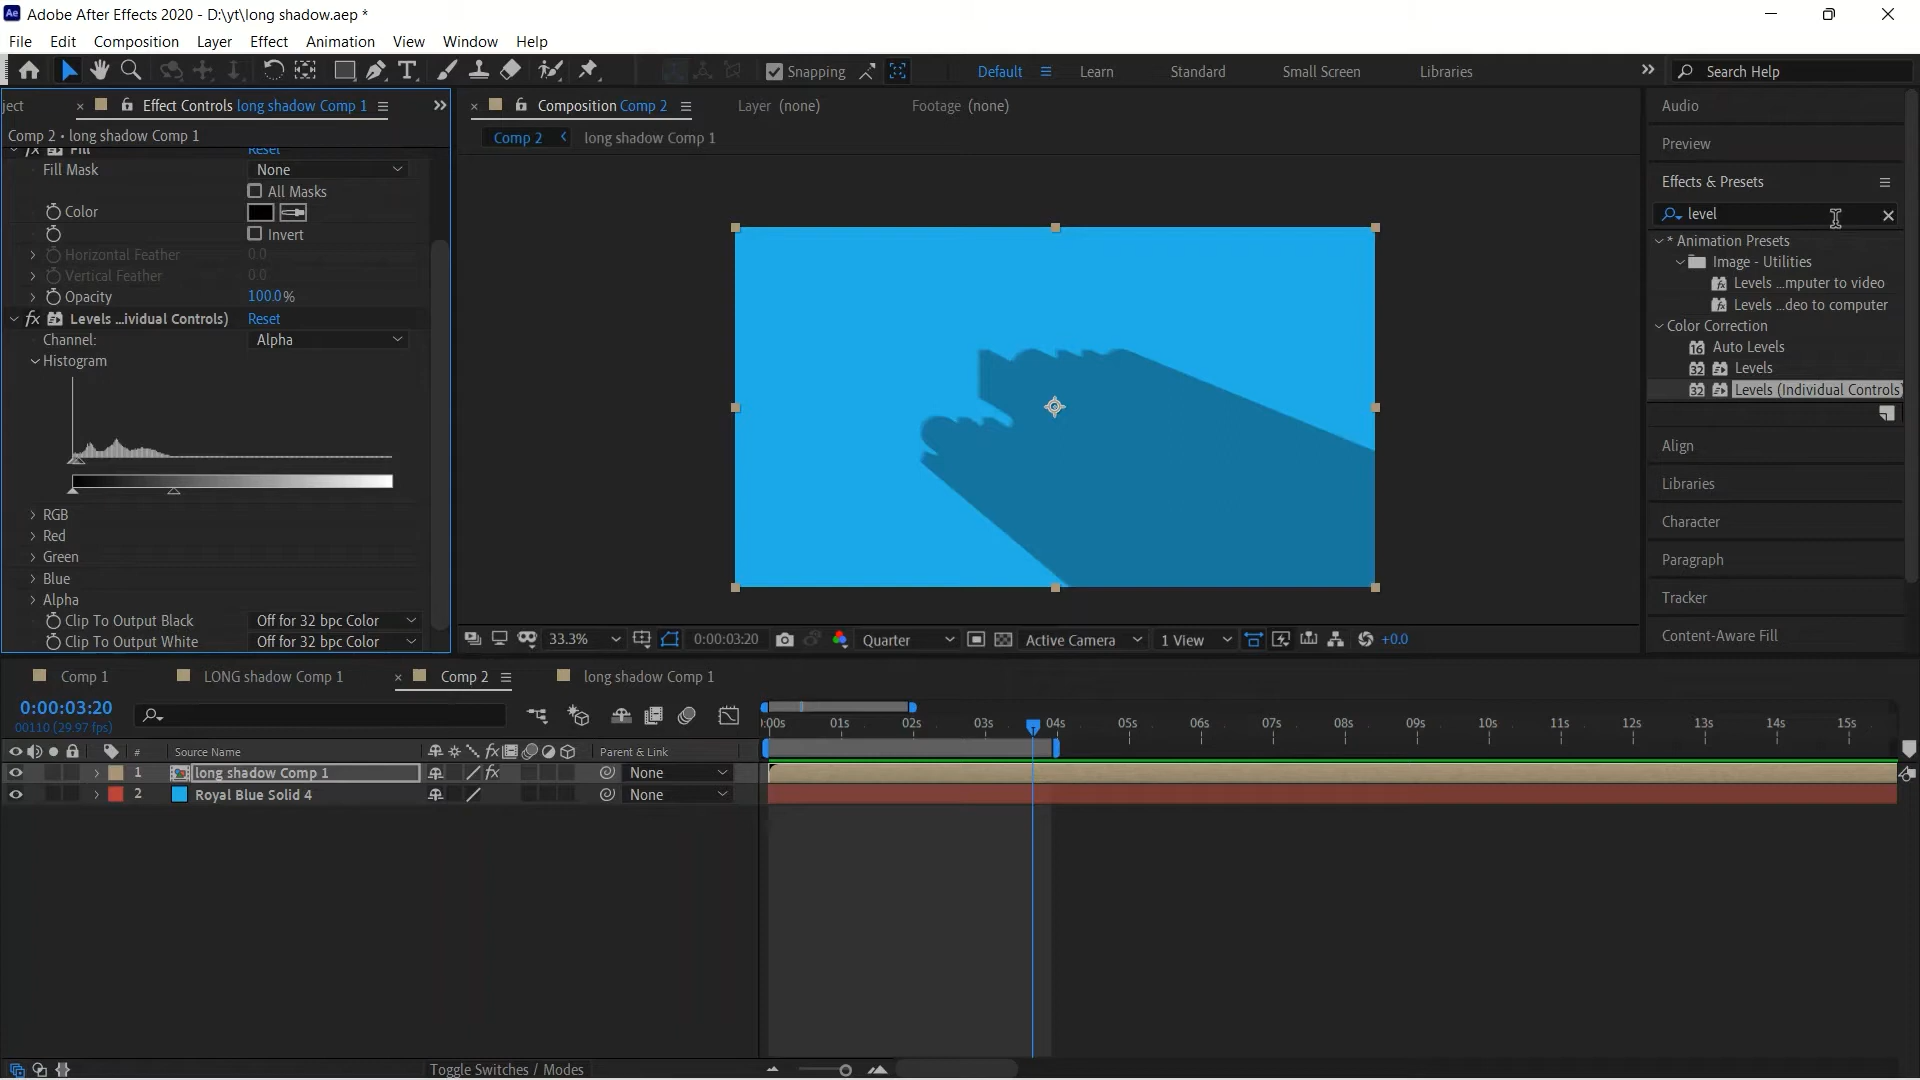 Adobe After Effects 2020 - D:\yt\long shadow.aep *
File Edit Composition Layer Effect Animation View Window Help
Snapping Default Learn Standard Small Screen Libraries Search Help
ject Effect Controls long shadow Comp 1 Composition Comp 2 Layer (none) Footage (none) Audio
Comp 2 • long shadow Comp 1
Comp 2 long shadow Comp 1
Preview
Fill Reset
Fill Mask None
Effects & Presets
All Masks
Color
level
Invert
* Animation Presets
Horizontal Feather 0.0
Image - Utilities
Vertical Feather 0.0
Levels ...mputer to video
Opacity 100.0 %
Levels ...deo to computer
Levels ...ividual Controls) Reset
Color Correction
Channel: Alpha
Auto Levels
Histogram
Levels
Levels (Individual Controls)
Align
Libraries
RGB
Character
Red
Green
Paragraph
Blue
Alpha
Tracker
Clip To Output Black Off for 32 bpc Color
Clip To Output White Off for 32 bpc Color
Content-Aware Fill
33.3% 0:00:03:20 Quarter Active Camera 1 View +0.0
Comp 1 LONG shadow Comp 1 Comp 2 long shadow Comp 1
0:00:03:20
00110 (29.97 fps)
:00s 01s 02s 03s 04s 05s 06s 07s 08s 09s 10s 11s 12s 13s 14s 15s
# Source Name Parent & Link
1 long shadow Comp 1 None
2 Royal Blue Solid 4 None
Toggle Switches / Modes